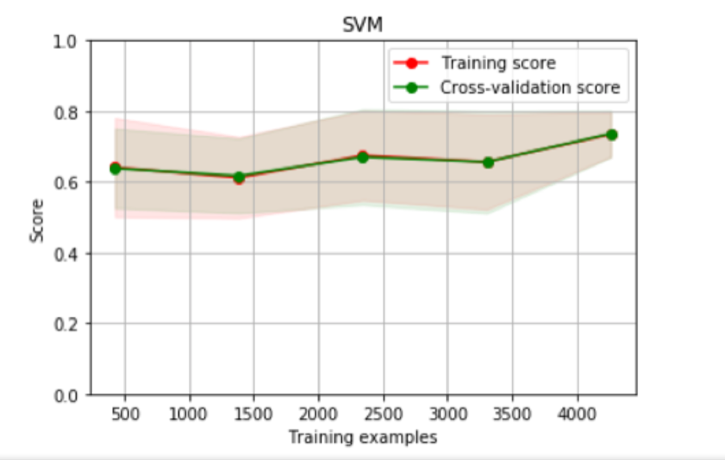 SVM
1.0
Training score
Cross-validation score
0.8
0.6
Score
0.4
0.2
0.0
500 1000 1500 2000 2500 3000 3500 4000
Training examples